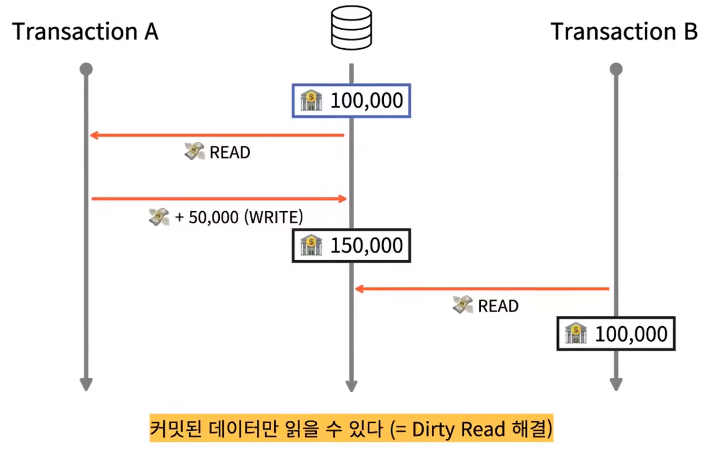 Transaction A
Transaction B
100,000
READ
+ 50,000 (WRITE)
150,000
READ
100,000
커밋된 데이터만 읽을 수 있다 (= Dirty Read 해결)